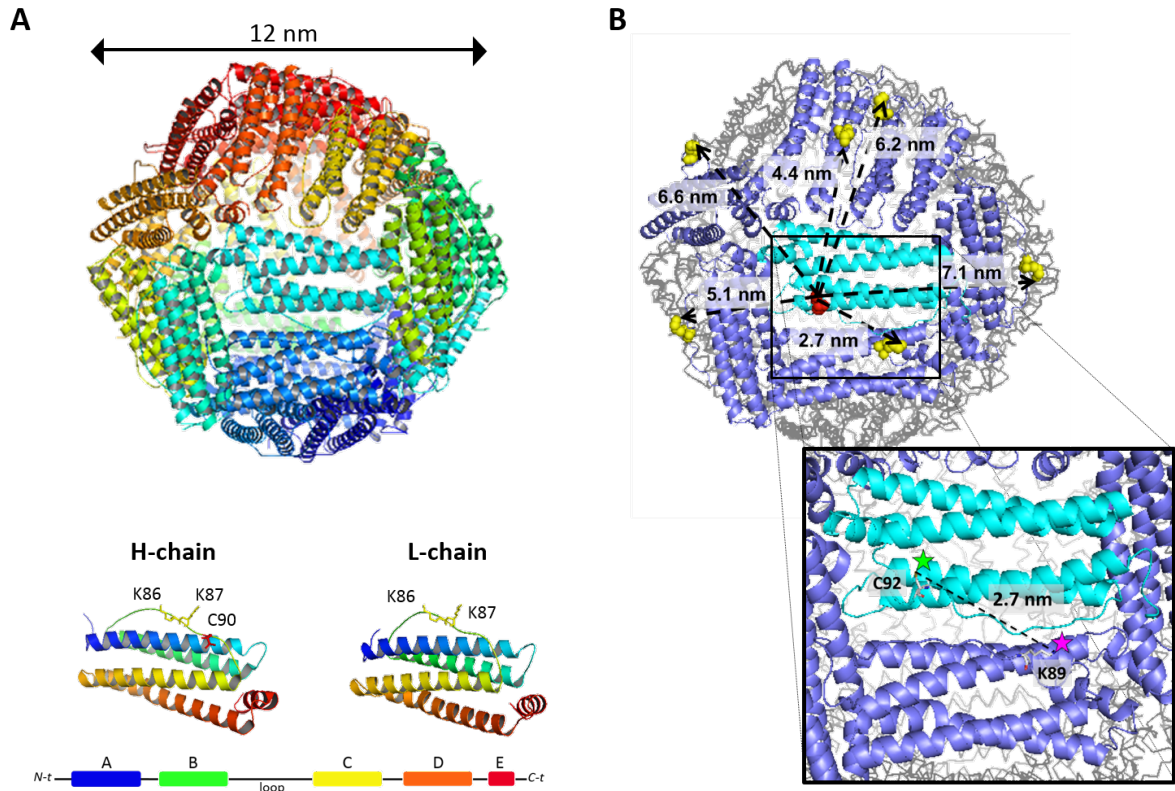 A
12 nm
H-chain
L-chain
K86
K87
C90
K86
K87
A
B
C
D
E
N-t
loop
C-t
B
6.2 nm
4.4 nm
6.6 nm
7.1 nm
5.1 nm
2.7 nm
C92
2.7 nm
K89